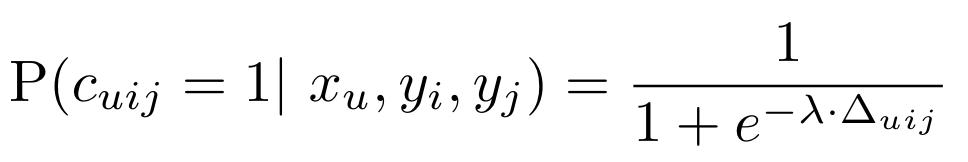 P(c_{uij} = 1| x_u, y_i, y_j) = \frac{1}{1 + e^{-\lambda \cdot \Delta_{uij}}}